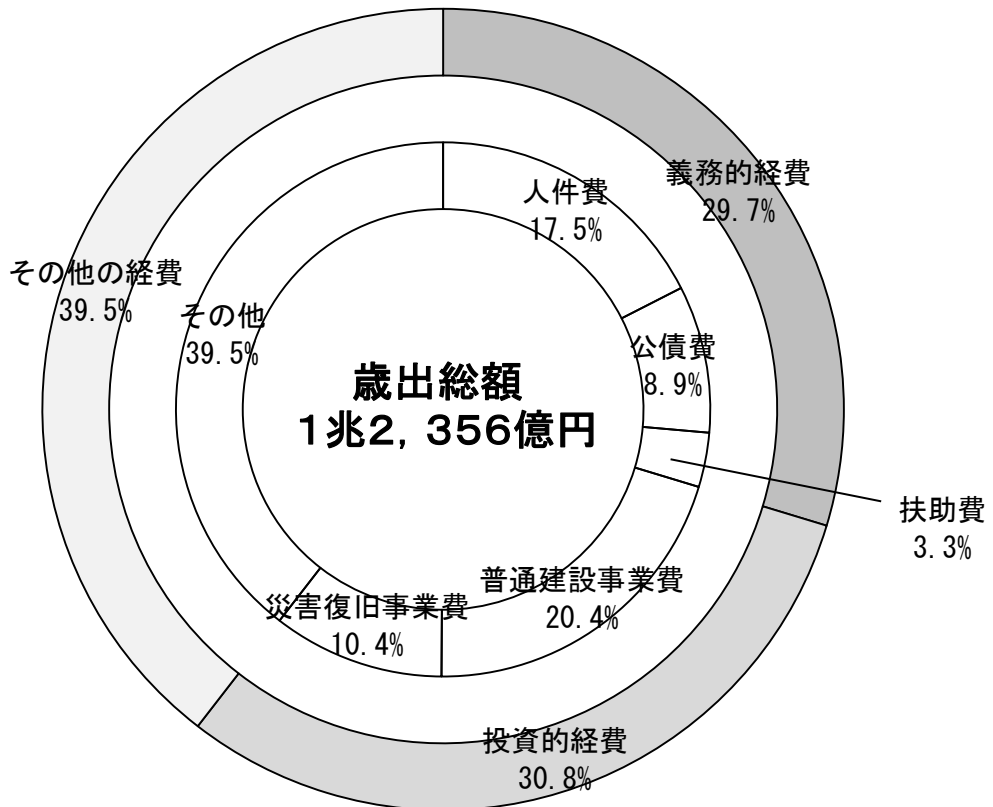 義務的経費
29.7%
人件費
17.5%
その他の経費
39.5%
その他
39.5%
公債費
8.9%
歳出総額
1兆2,356億円
扶助費
3.3%
普通建設事業費
20.4%
災害復旧事業費
10.4%
投資的経費
30.8%